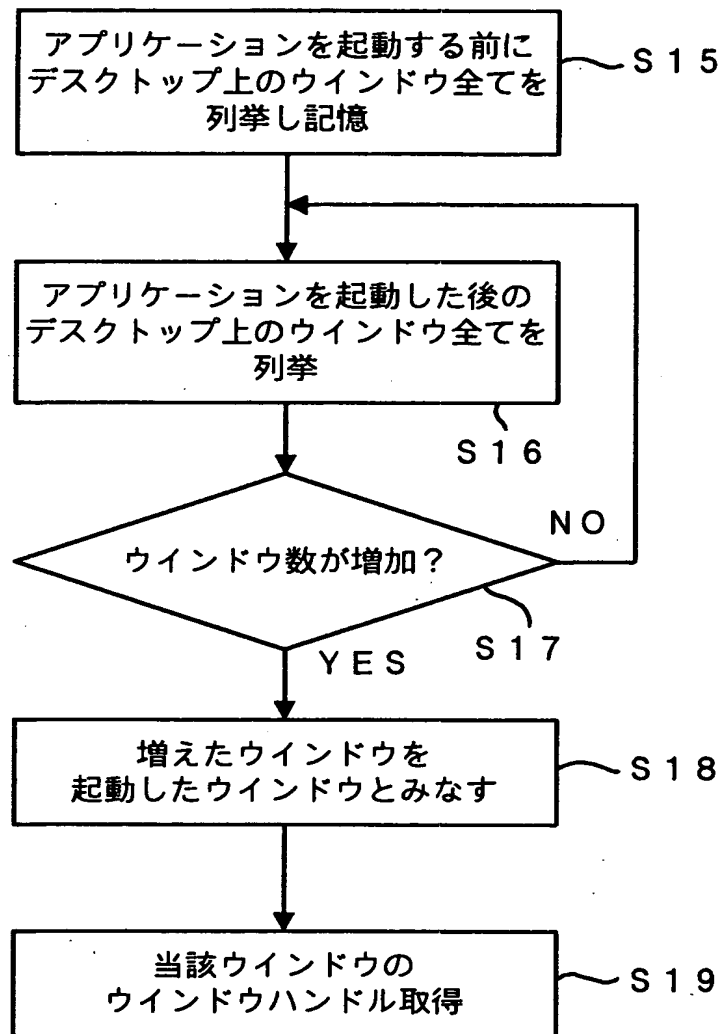 アプリケーションを起動する前に
デスクトップ上のウインドウ全てを
列挙し記憶
S15
アプリケーションを起動した後の
デスクトップ上のウインドウ全てを
列挙
S16
ウインドウ数が増加?
NO
S17
YES
増えたウインドウを
起動したウインドウとみなす
S18
当該ウインドウの
ウインドウハンドル取得
S19